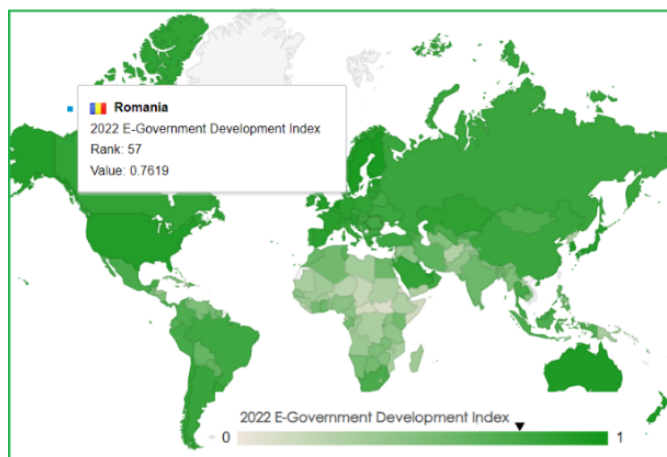 Romania
2022 E-Government Development Index
Rank: 57
Value: 0.7619
2022 E-Government Development Index
0 1